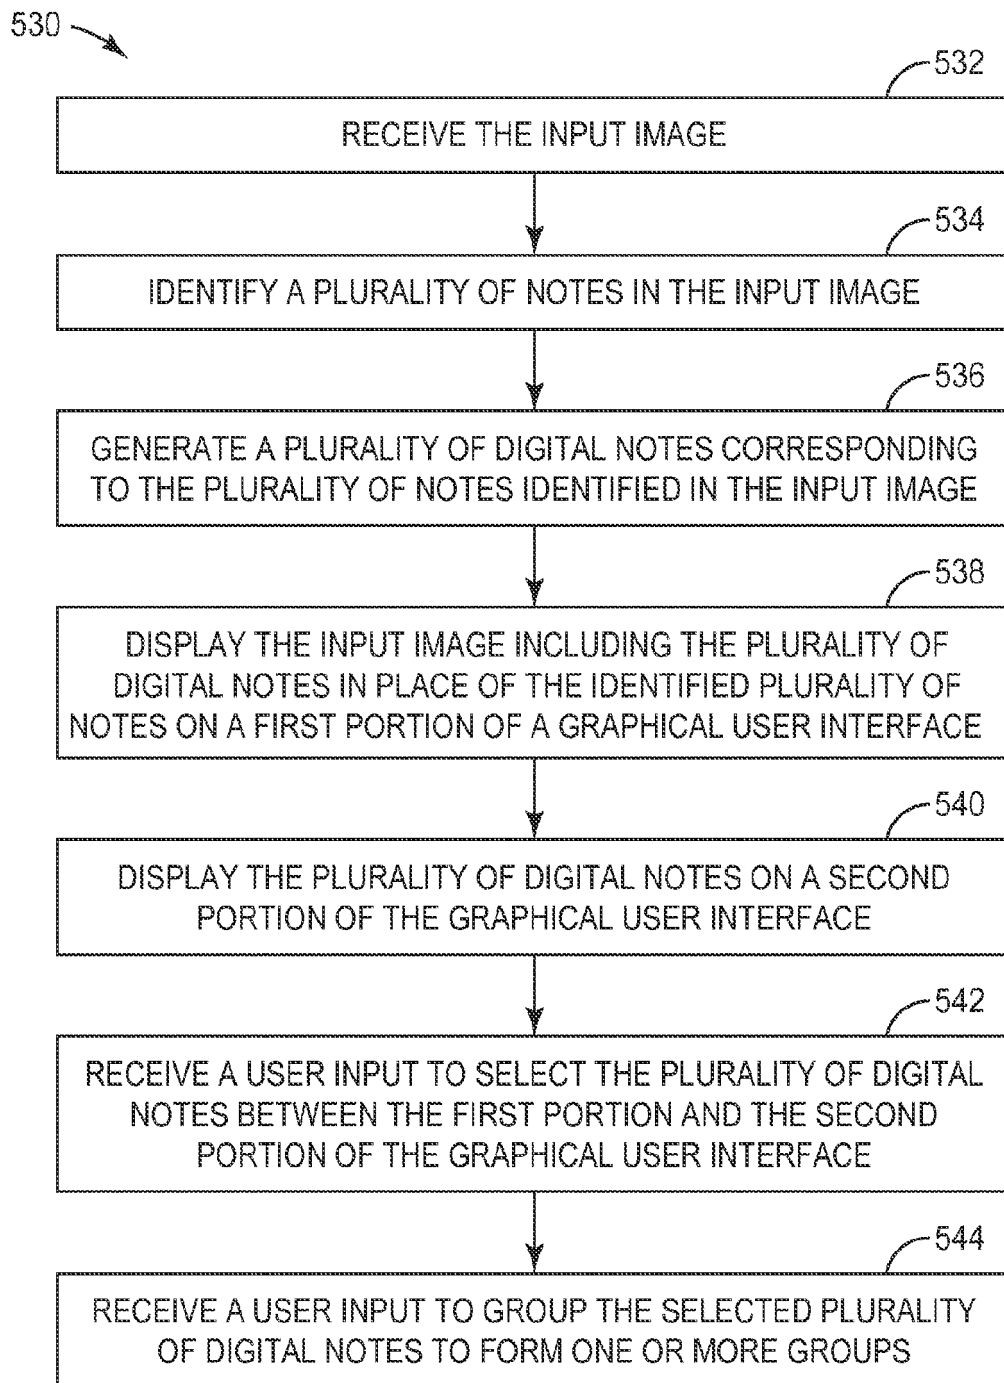 530
532
RECEIVE THE INPUT IMAGE
534
IDENTIFY A PLURALITY OF NOTES IN THE INPUT IMAGE
536
GENERATE A PLURALITY OF DIGITAL NOTES CORRESPONDING
TO THE PLURALITY OF NOTES IDENTIFIED IN THE INPUT IMAGE
538
DISPLAY THE INPUT IMAGE INCLUDING THE PLURALITY OF
DIGITAL NOTES IN PLACE OF THE IDENTIFIED PLURALITY OF
NOTES ON A FIRST PORTION OF A GRAPHICAL USER INTERFACE
540
DISPLAY THE PLURALITY OF DIGITAL NOTES ON A SECOND
PORTION OF THE GRAPHICAL USER INTERFACE
542
RECEIVE A USER INPUT TO SELECT THE PLURALITY OF DIGITAL
NOTES BETWEEN THE FIRST PORTION AND THE SECOND
PORTION OF THE GRAPHICAL USER INTERFACE
544
RECEIVE A USER INPUT TO GROUP THE SELECTED PLURALITY
OF DIGITAL NOTES TO FORM ONE OR MORE GROUPS